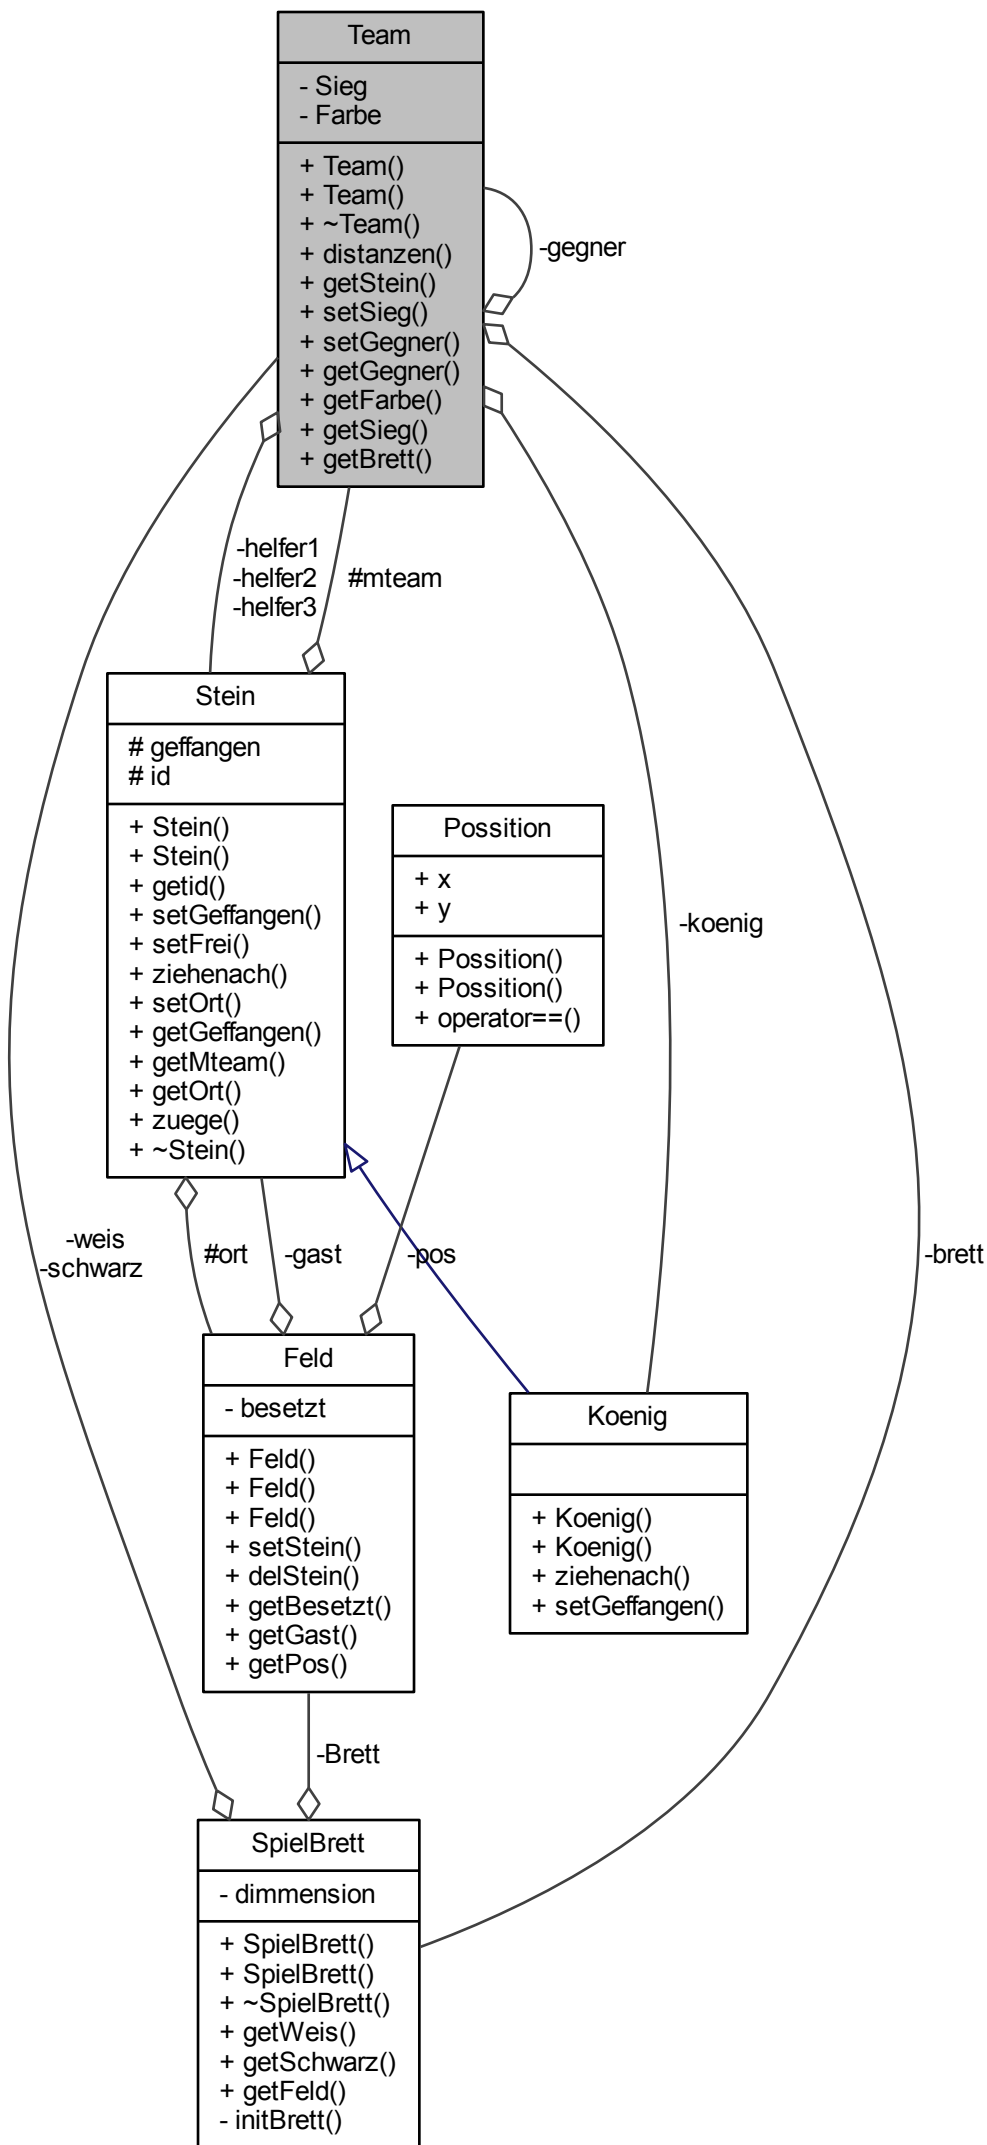 Team
- Sieg
- Farbe
+ Team()
+ Team()
+ ~Team()
+ distanzen()
+ getStein()
+ setSieg()
+ setGegner()
+ getGegner()
+ getFarbe()
+ getSieg()
+ getBrett()
-gegner
-helfer1
-helfer2
-helfer3
#mteam
Stein
# geffangen
# id
+ Stein()
+ Stein()
+ getid()
+ setGeffangen()
+ setFrei()
+ ziehenach()
+ setOrt()
+ getGeffangen()
+ getMteam()
+ getOrt()
+ zuege()
+ ~Stein()
Possition
+ x
+ y
+ Possition()
+ Possition()
+ operator==()
-koenig
-weis
-schwarz
#ort
-gast
-pos
-brett
Feld
- besetzt
+ Feld()
+ Feld()
+ Feld()
+ setStein()
+ delStein()
+ getBesetzt()
+ getGast()
+ getPos()
Koenig
+ Koenig()
+ Koenig()
+ ziehenach()
+ setGeffangen()
-Brett
SpielBrett
- dimmension
+ SpielBrett()
+ SpielBrett()
+ ~SpielBrett()
+ getWeis()
+ getSchwarz()
+ getFeld()
- initBrett()